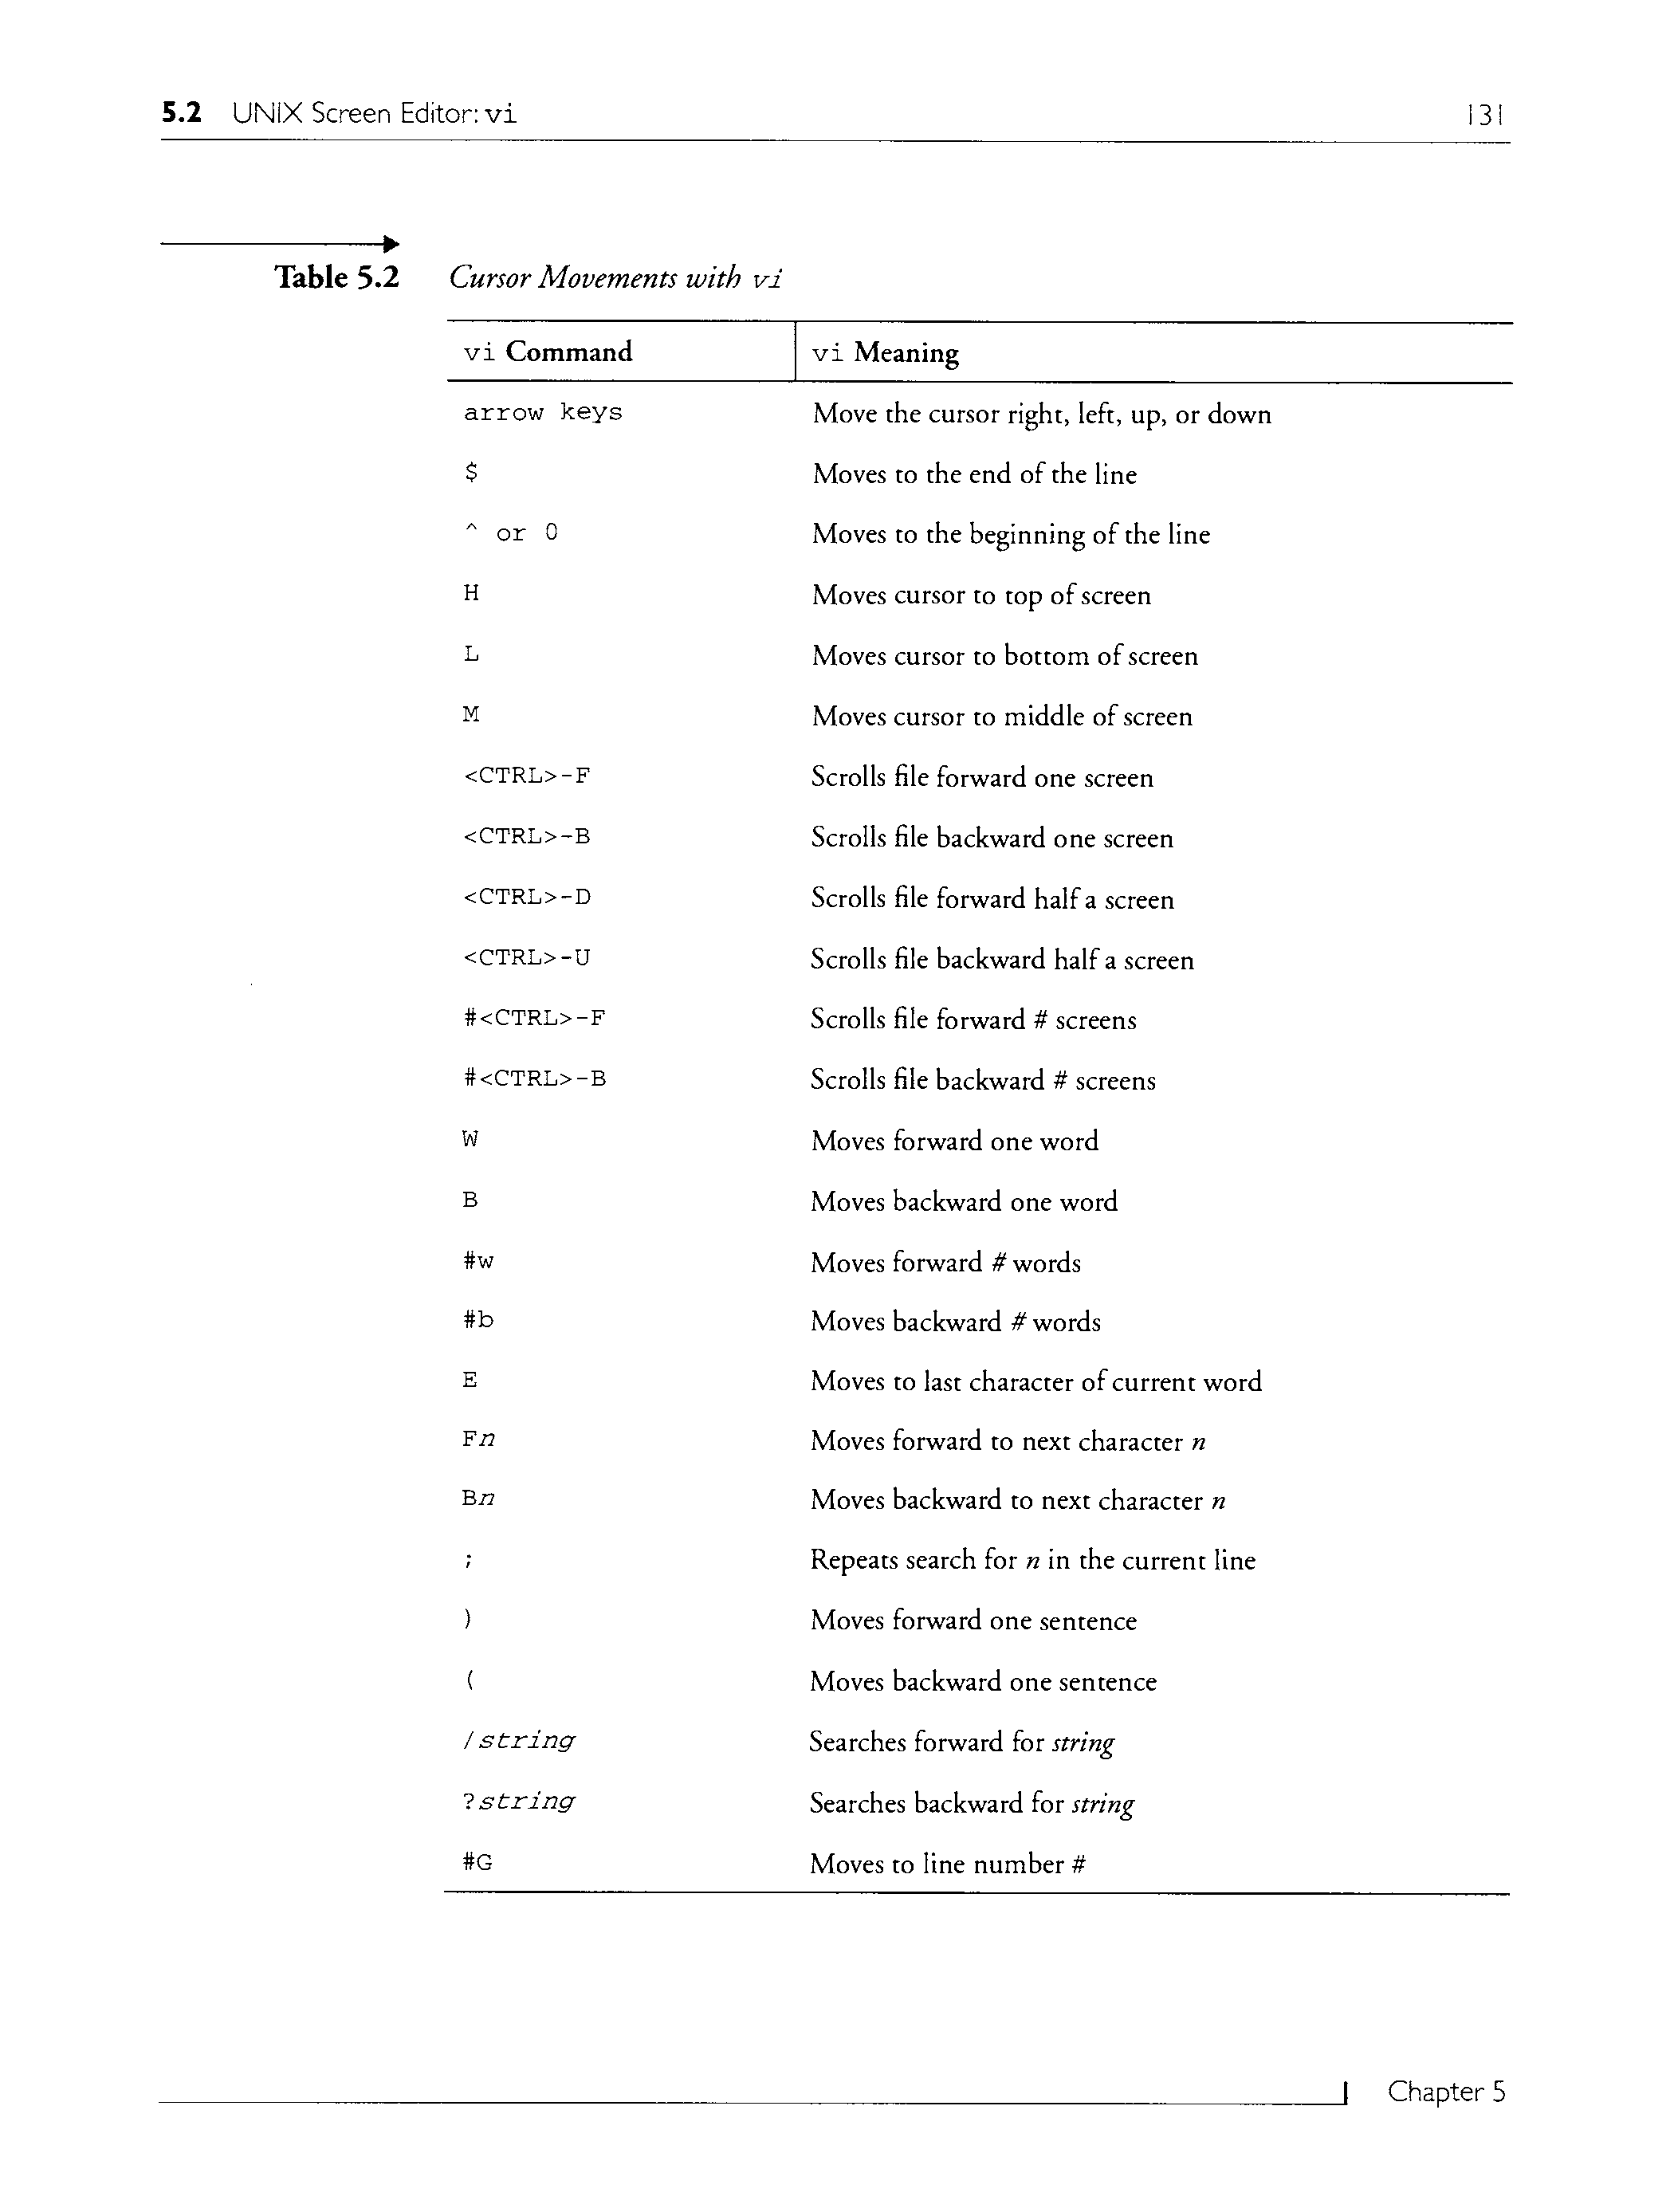 5.2 UNIX Screen Editor: vi 131
Table 5.2 Cursor Movements with vi
vi Command vi Meaning
arrow keys Move the cursor right, left, up, or down
$ Moves to the end of the line
^ or 0 Moves to the beginning of the line
H Moves cursor to top of screen
L Moves cursor to bottom of screen
M Moves cursor to middle of screen
<CTRL>-F Scrolls file forward one screen
<CTRL>-B Scrolls file backward one screen
<CTRL>-D Scrolls file forward half a screen
<CTRL>-U Scrolls file backward half a screen
#<CTRL>-F Scrolls file forward # screens
#<CTRL>-B Scrolls file backward # screens
W Moves forward one word
B Moves backward one word
#w Moves forward # words
#b Moves backward # words
E Moves to last character of current word
Fn Moves forward to next character n
Bn Moves backward to next character n
; Repeats search for n in the current line
) Moves forward one sentence
( Moves backward one sentence
/string Searches forward for string
?string Searches backward for string
#G Moves to line number #
Chapter 5